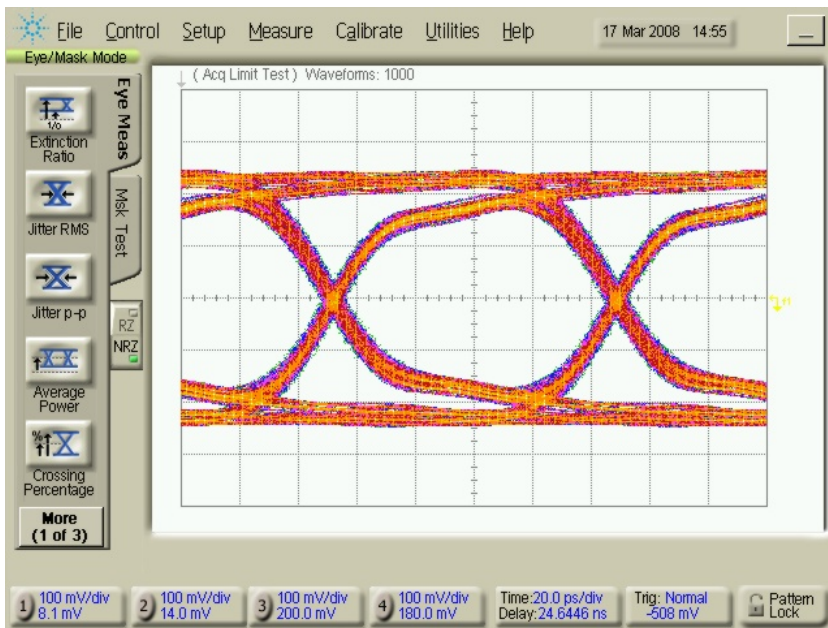 File Control Setup Measure Calibrate Utilities Help 17 Mar 2008 14:55
Eye/Mask Mode
( Acq Limit Test ) Waveforms: 1000
Eye Meas
Msk Test
1/0
Extinction
Ratio
Jitter RMS
Jitter p-p
RZ
NRZ
Average
Power
%
Crossing
Percentage
More
(1 of 3)
1 100 mV/div
8.1 mV
2 100 mV/div
14.0 mV
3 100 mV/div
200.0 mV
4 100 mV/div
180.0 mV
Time:20.0 ps/div
Delay:24.6446 ns
Trig: Normal
-508 mV
Pattern
Lock